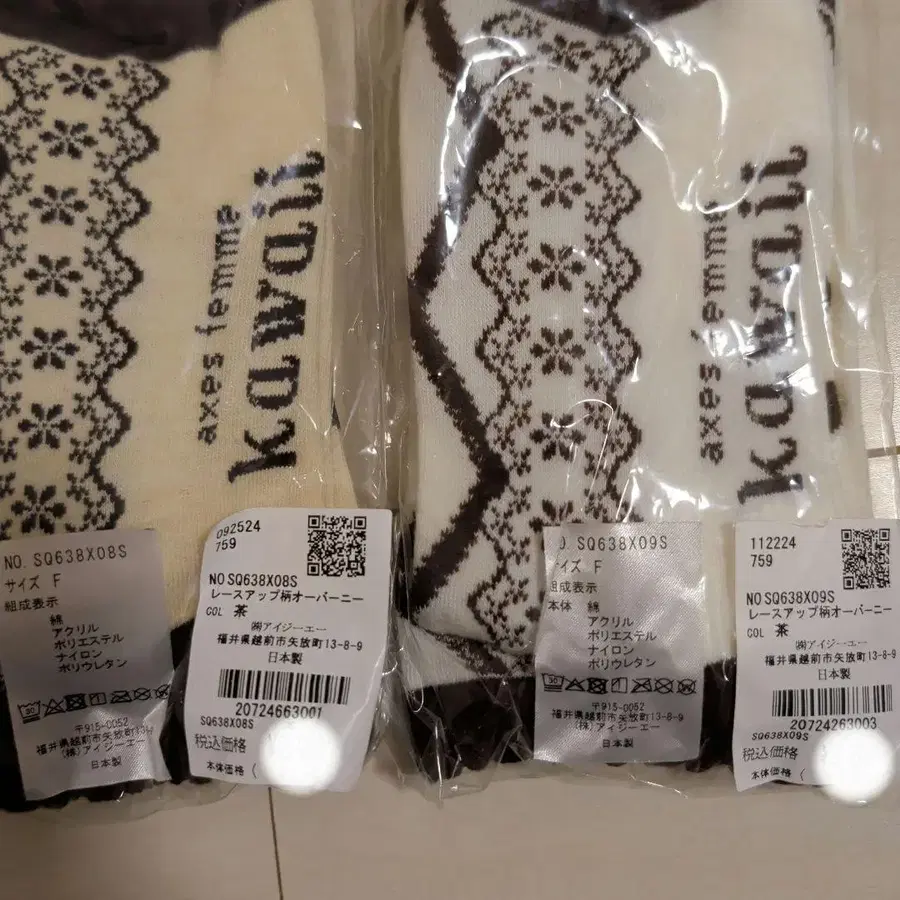 axes femme
kawaii
axes femme
kawaii
NO. SQ638X08S
サイズ F
組成表示
綿
アクリル
ポリエステル
ナイロン
ポリウレタン
〒915-0052
福井県越前市矢放町13
(株)アイジーエー
日本製
092524
759
NO SQ638X08S
レースアップ柄オーバーニー
COL 茶
㈱アイジーエー
福井県越前市矢放町13-8-9
日本製
20724663001
SQ638X08S
税込価格
本体価格 (
SQ638X09S
サイズ F
組成表示
本体 綿
アクリル
ポリエステル
ナイロン
ポリウレタン
30
〒915-0052
福井県越前市矢放町13-8-9
(株)アイジーエー
日本製
112224
759
NO SQ638X09S
レースアップ柄オーバーニー
COL 茶
㈱アイジーエー
福井県越前市矢放町13-8-9
日本製
20724263003
SQ638X09S
税込価格
本体価格 (